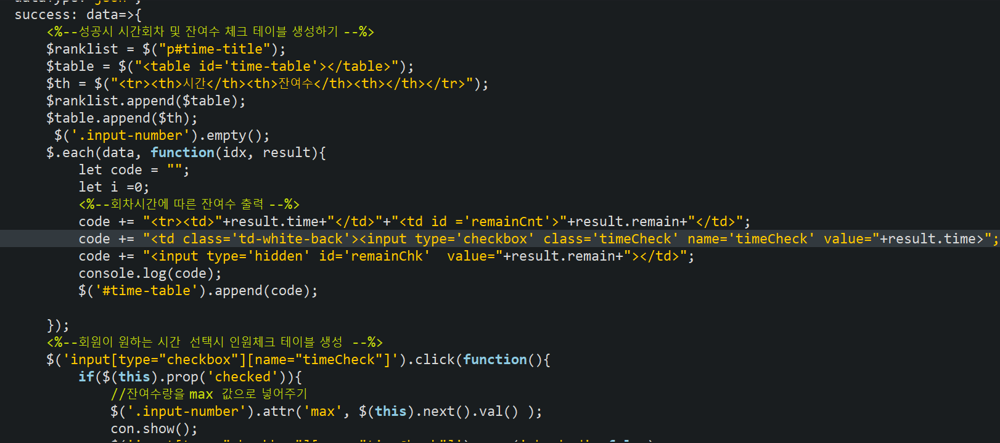 success: data=>{
<%--성공시 시간회차 및 잔여수 체크 테이블 생성하기 --%>
$ranklist = $("p#time-title");
$table = $("<table id='time-table'></table>");
$th = $("<tr><th>시간</th><th>잔여수</th><th></th></tr>");
$ranklist.append($table);
$table.append($th);
$('.input-number').empty();
$.each(data, function(idx, result){
let code = "";
let i =0;
<%--회차시간에 따른 잔여수 출력 --%>
code += "<tr><td>"+result.time+"</td>"+"<td id ='remainCnt'>"+result.remain+"</td>";
code += "<td class='td-white-back'><input type='checkbox' class='timeCheck' name='timeCheck' value="+result.time>";
code += "<input type='hidden' id='remainChk'  value="+result.remain+"></td>";
console.log(code);
$('#time-table').append(code);
});
<%--회원이 원하는 시간  선택시 인원체크 테이블 생성  --%>
$('input[type="checkbox"][name="timeCheck"]').click(function(){
if($(this).prop('checked')){
//잔여수랑을 max 값으로 넣어주기
$('.input-number').attr('max', $(this).next().val() );
con.show();